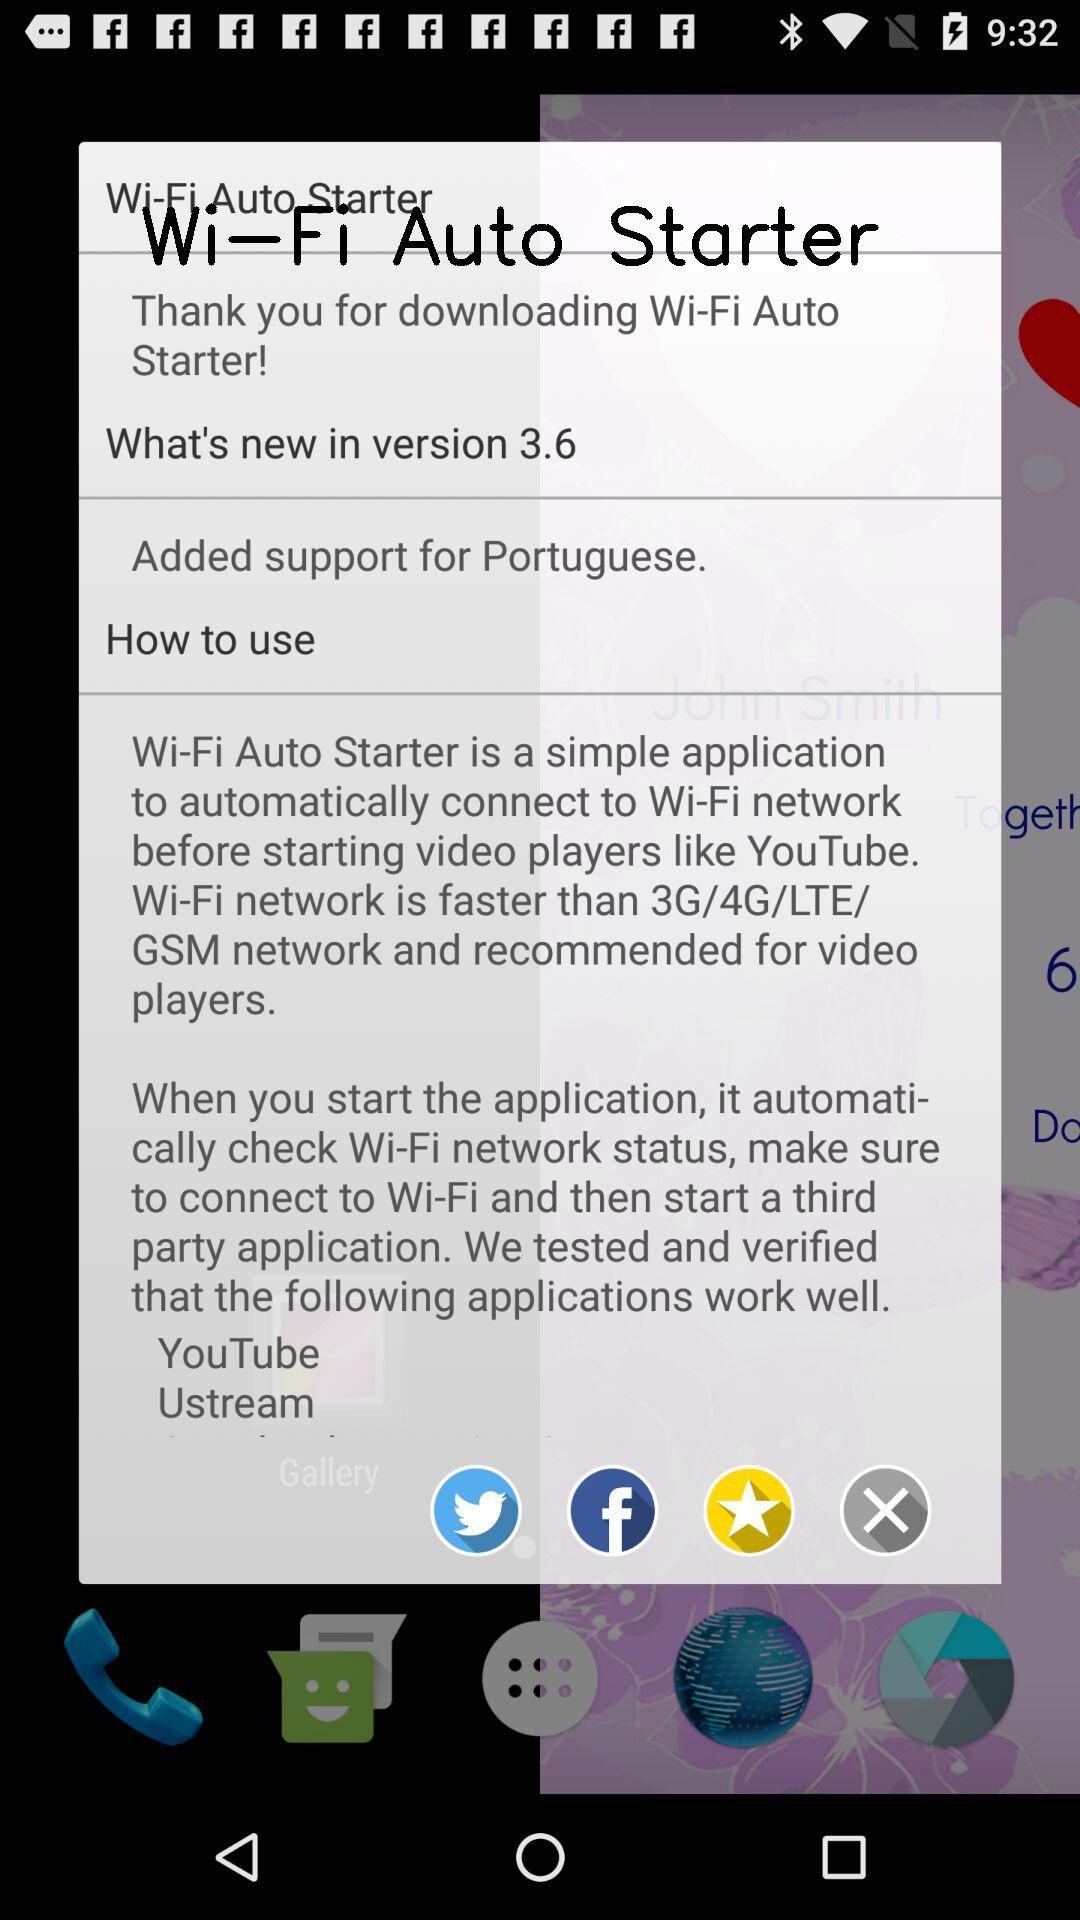 9:32
Wi-Fi Auto Starter
Wi-Fi Auto Starter
Thank you for downloading Wi-Fi Auto
Starter!
What's new in version 3.6
Added support for Portuguese.
How to use
John Smith
Wi-Fi Auto Starter is a simple application
to automatically connect to Wi-Fi network
Togeth
before starting video players like YouTube.
Wi-Fi network is faster than 3G/4G/LTE/
GSM network and recommended for video
6
players.
When you start the application, it automati-
Do
cally check Wi-Fi network status, make sure
to connect to Wi-Fi and then start a third
party application. We tested and verified
that the following applications work well.
YouTube
Ustream
Gallery